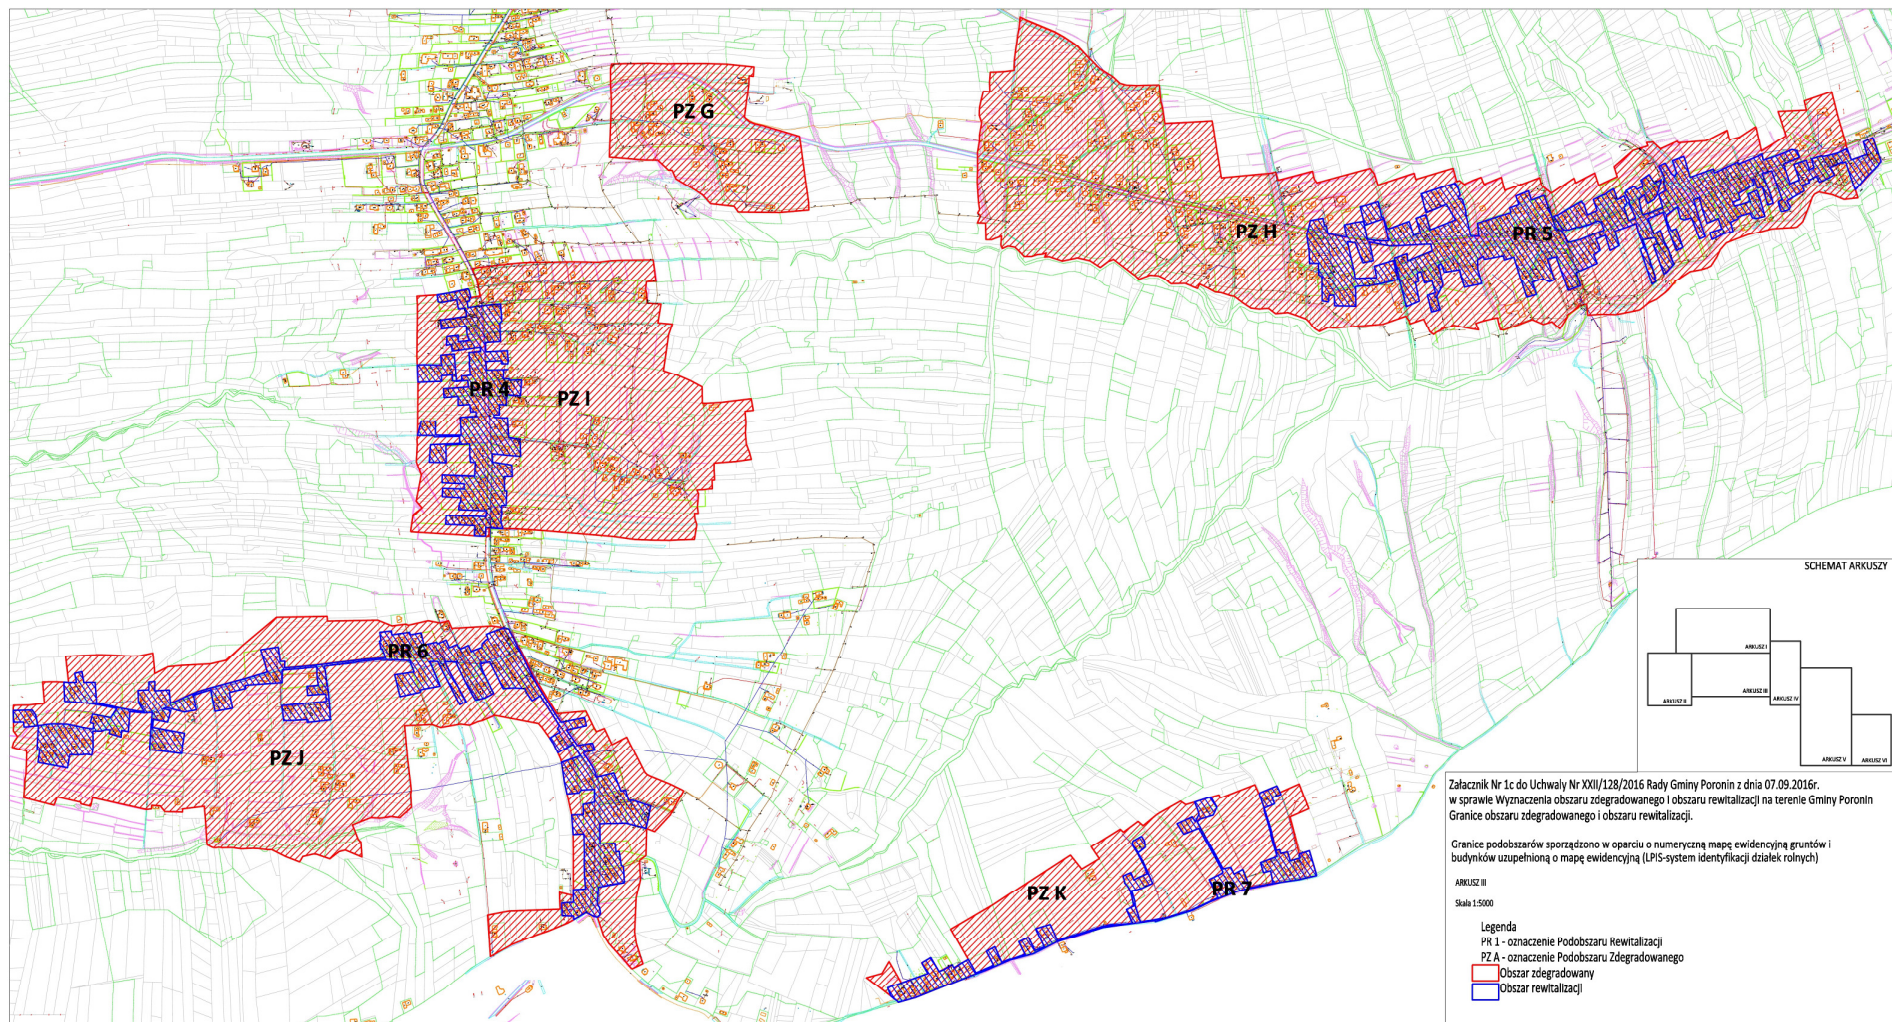 PZ G
PZ H
PR 5
PR 4
PZ I
PR 6
PZ J
PZ K
PR 7
SCHEMAT ARKUSZY
ARKUSZ I
ARKUSZ II
ARKUSZ III
ARKUSZ IV
ARKUSZ V
ARKUSZ VI
Załacznik Nr 1c do Uchwały Nr XXII/128/2016 Rady Gminy Poronin z dnia 07.09.2016r.
w sprawie Wyznaczenia obszaru zdegradowanego i obszaru rewitalizacji na terenie Gminy Poronin
Granice obszaru zdegradowanego i obszaru rewitalizacji.
Granice podobszarów sporządzono w oparciu o numeryczną mapę ewidencyjną gruntów i
budynków uzupełnioną o mapę ewidencyjną (LPIS-system identyfikacji działek rolnych)
ARKUSZ III
Skala 1:5000
Legenda
PR 1 - oznaczenie Podobszaru Rewitalizacji
PZ A - oznaczenie Podobszaru Zdegradowanego
Obszar zdegradowany
Obszar rewitalizacji